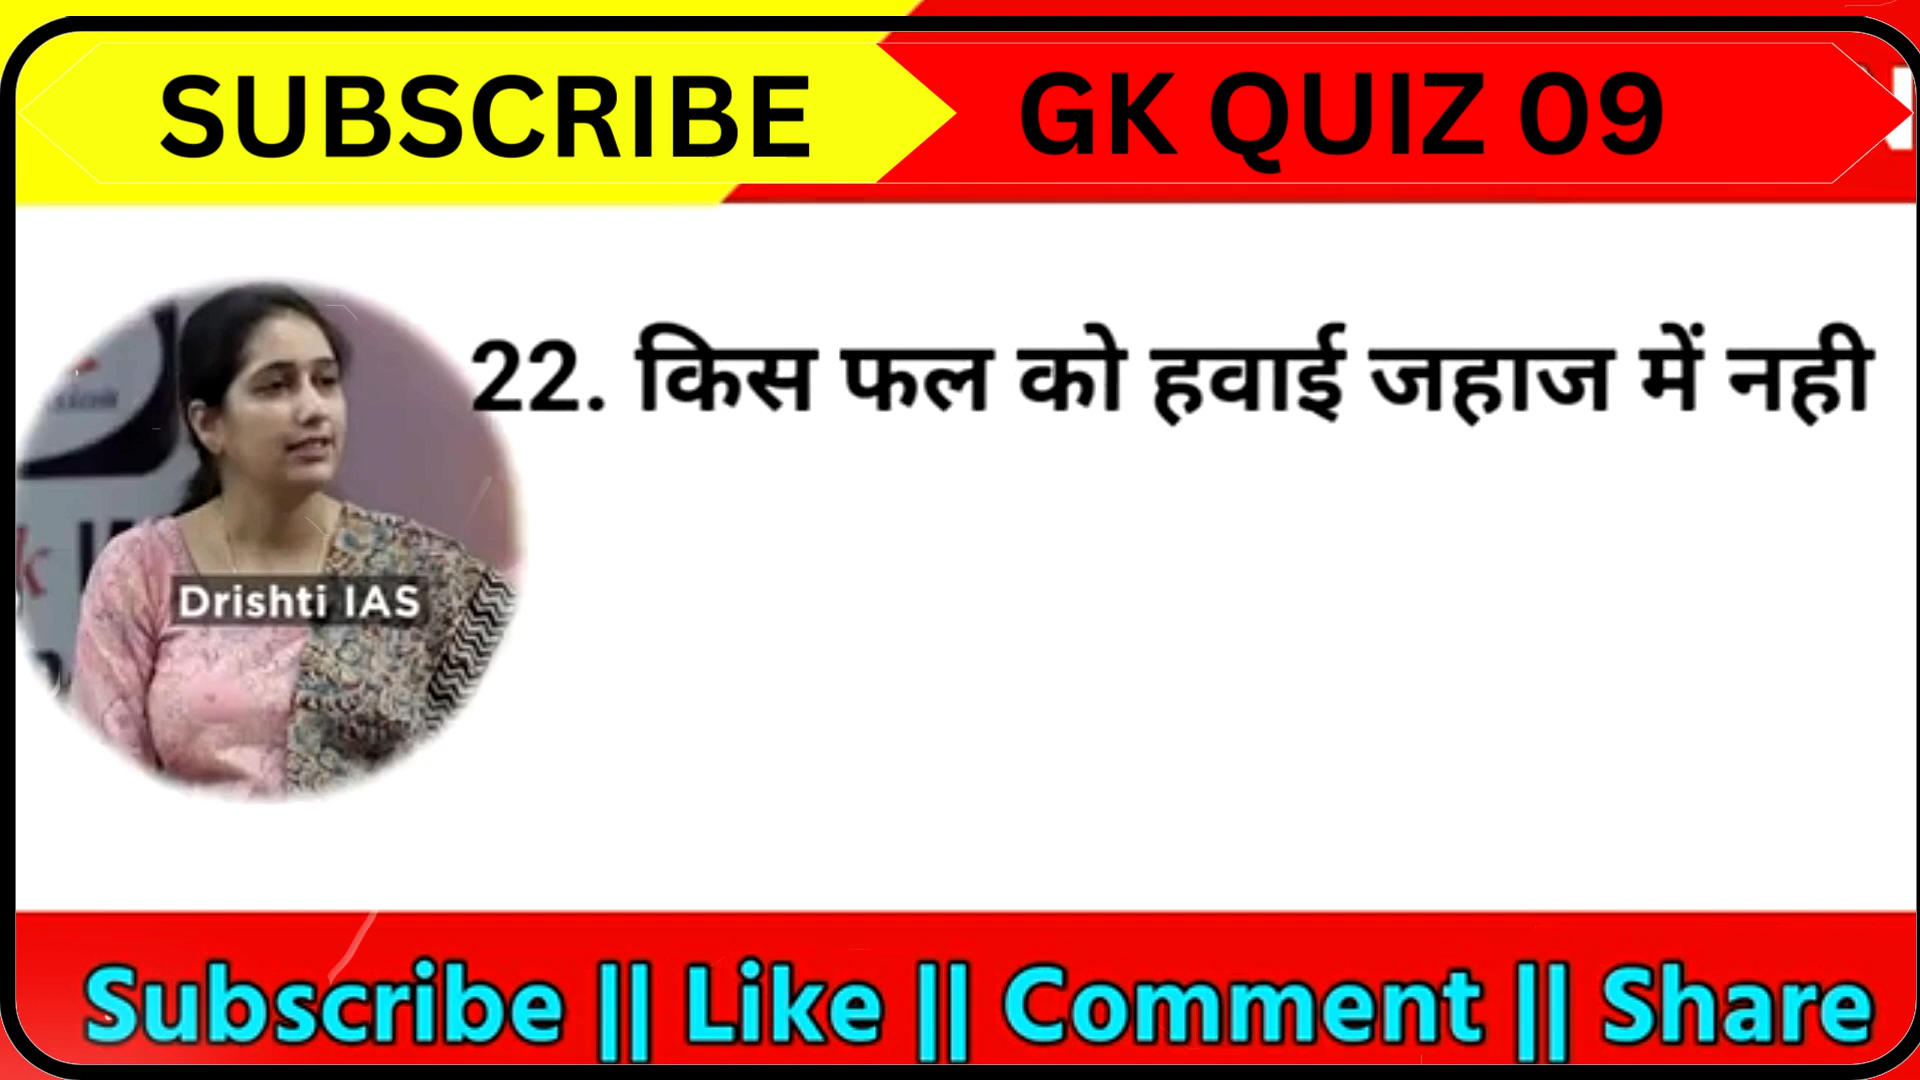 SUBSCRIBE
GK QUIZ 09
22. किस फल को हवाई जहाज में नही
Drishti IAS
Subscribe || Like || Comment || Share